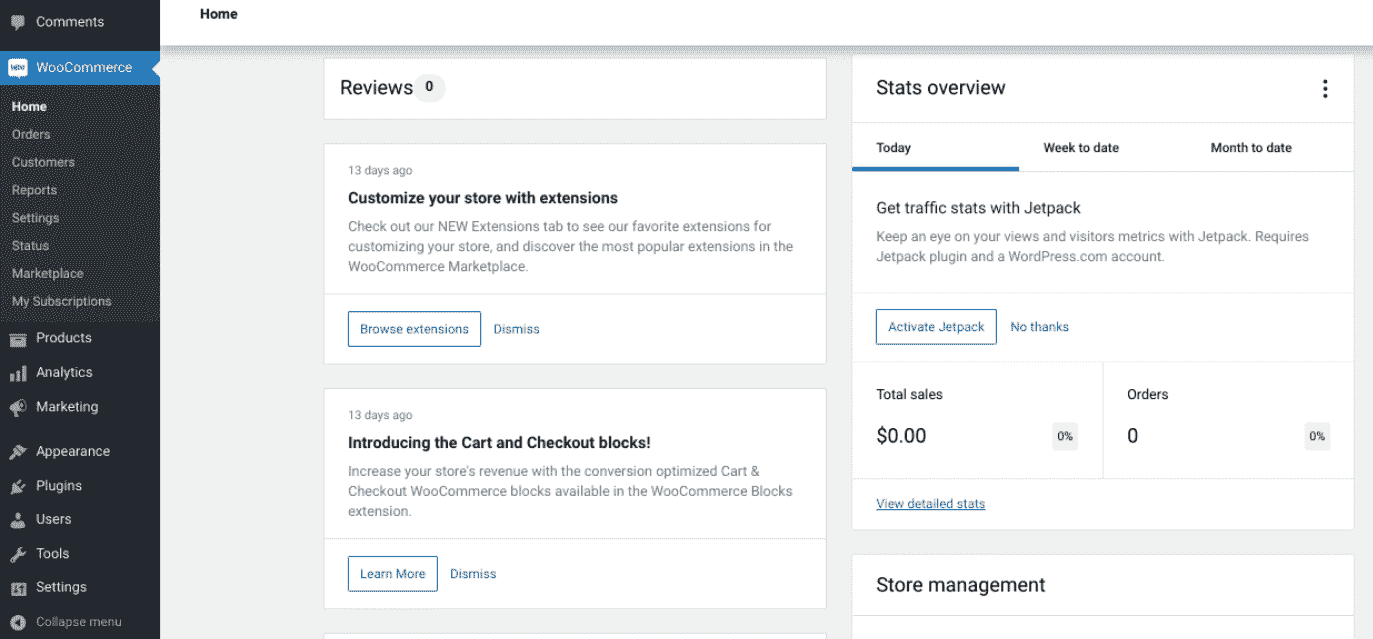 Comments
WooCommerce
Home
Orders
Customers
Reports
Settings
Status
Marketplace
My Subscriptions
Products
Analytics
Marketing
Appearance
Plugins
Users
Tools
Settings
Collapse menu
Home
Reviews 0
13 days ago
Customize your store with extensions
Check out our NEW Extensions tab to see our favorite extensions for
customizing your store, and discover the most popular extensions in the
WooCommerce Marketplace.
Browse extensions Dismiss
13 days ago
Introducing the Cart and Checkout blocks!
Increase your store's revenue with the conversion optimized Cart &
Checkout WooCommerce blocks available in the WooCommerce Blocks
extension.
Learn More Dismiss
Stats overview
Today Week to date Month to date
Get traffic stats with Jetpack
Keep an eye on your views and visitors metrics with Jetpack. Requires
Jetpack plugin and a WordPress.com account.
Activate Jetpack No thanks
Total sales Orders
$0.00 0% 0 0%
View detailed stats
Store management